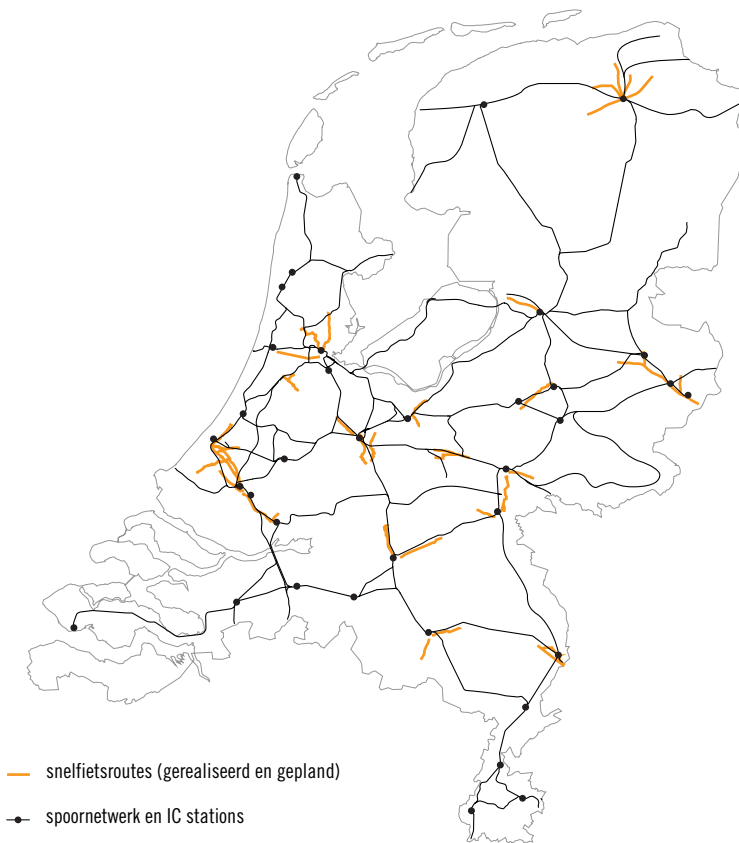 snelfietsroutes (gerealiseerd en gepland)
spoornetwerk en IC stations